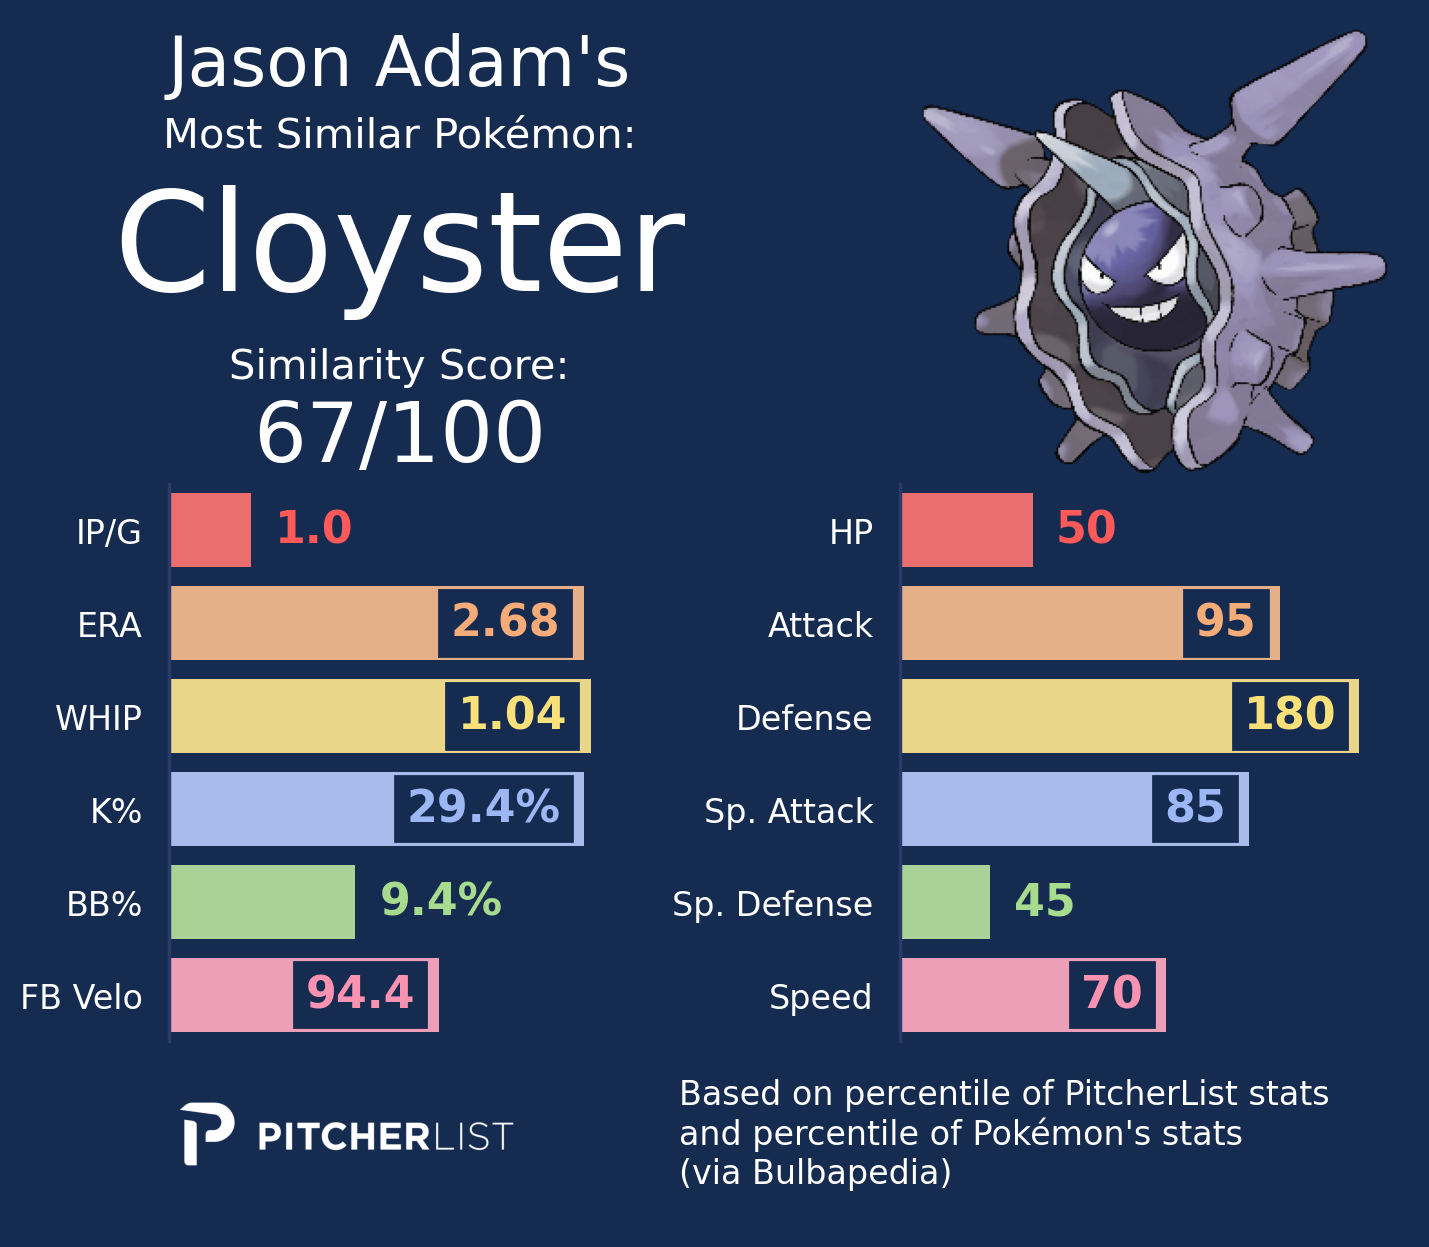 Jason Adam's
Most Similar Pokémon:
Cloyster
Similarity Score:
67/100
IP/G 1.0
ERA 2.68
WHIP 1.04
K% 29.4%
BB% 9.4%
FB Velo 94.4
HP 50
Attack 95
Defense 180
Sp. Attack 85
Sp. Defense 45
Speed 70
PITCHERLIST
Based on percentile of PitcherList stats
and percentile of Pokémon's stats
(via Bulbapedia)